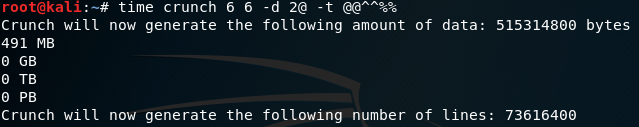 root@kali:~# time crunch 6 6 -d 2@ -t @@^^%%
Crunch will now generate the following amount of data: 515314800 bytes
491 MB
0 GB
0 TB
0 PB
Crunch will now generate the following number of lines: 73616400